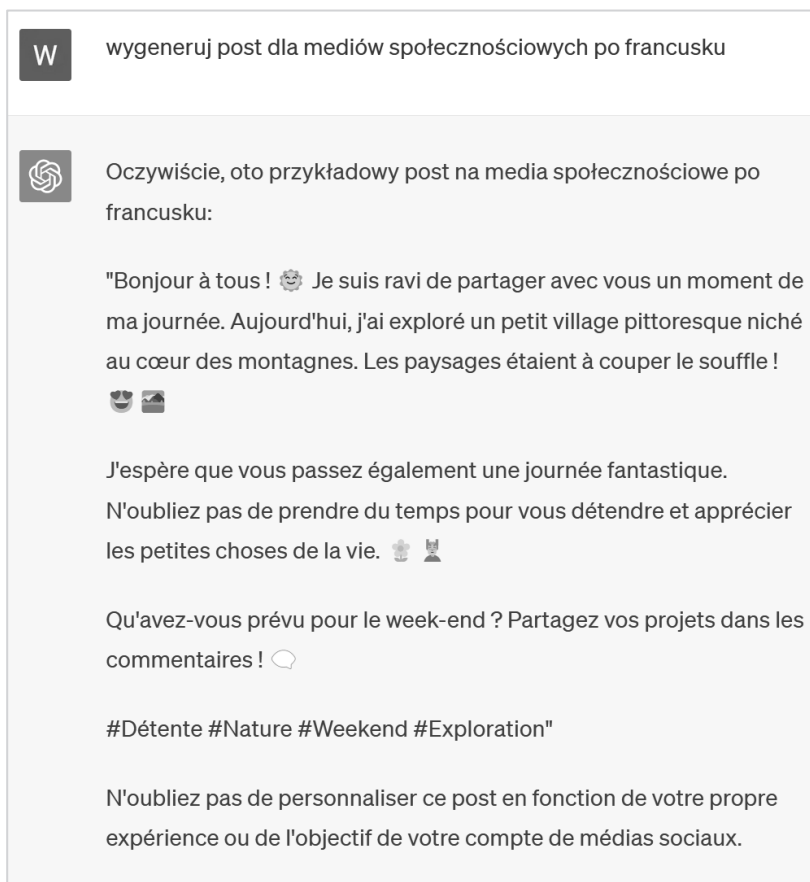 W
wygeneruj post dla mediów społecznościowych po francusku
Oczywiście, oto przykładowy post na media społecznościowe po
francusku:
"Bonjour à tous ! 🌞 Je suis ravi de partager avec vous un moment de
ma journée. Aujourd'hui, j'ai exploré un petit village pittoresque niché
au cœur des montagnes. Les paysages étaient à couper le souffle !
😍 🏞️
J'espère que vous passez également une journée fantastique.
N'oubliez pas de prendre du temps pour vous détendre et apprécier
les petites choses de la vie. 🌼 💆
Qu'avez-vous prévu pour le week-end ? Partagez vos projets dans les
commentaires ! 🗨️
#Détente #Nature #Weekend #Exploration"
N'oubliez pas de personnaliser ce post en fonction de votre propre
expérience ou de l'objectif de votre compte de médias sociaux.